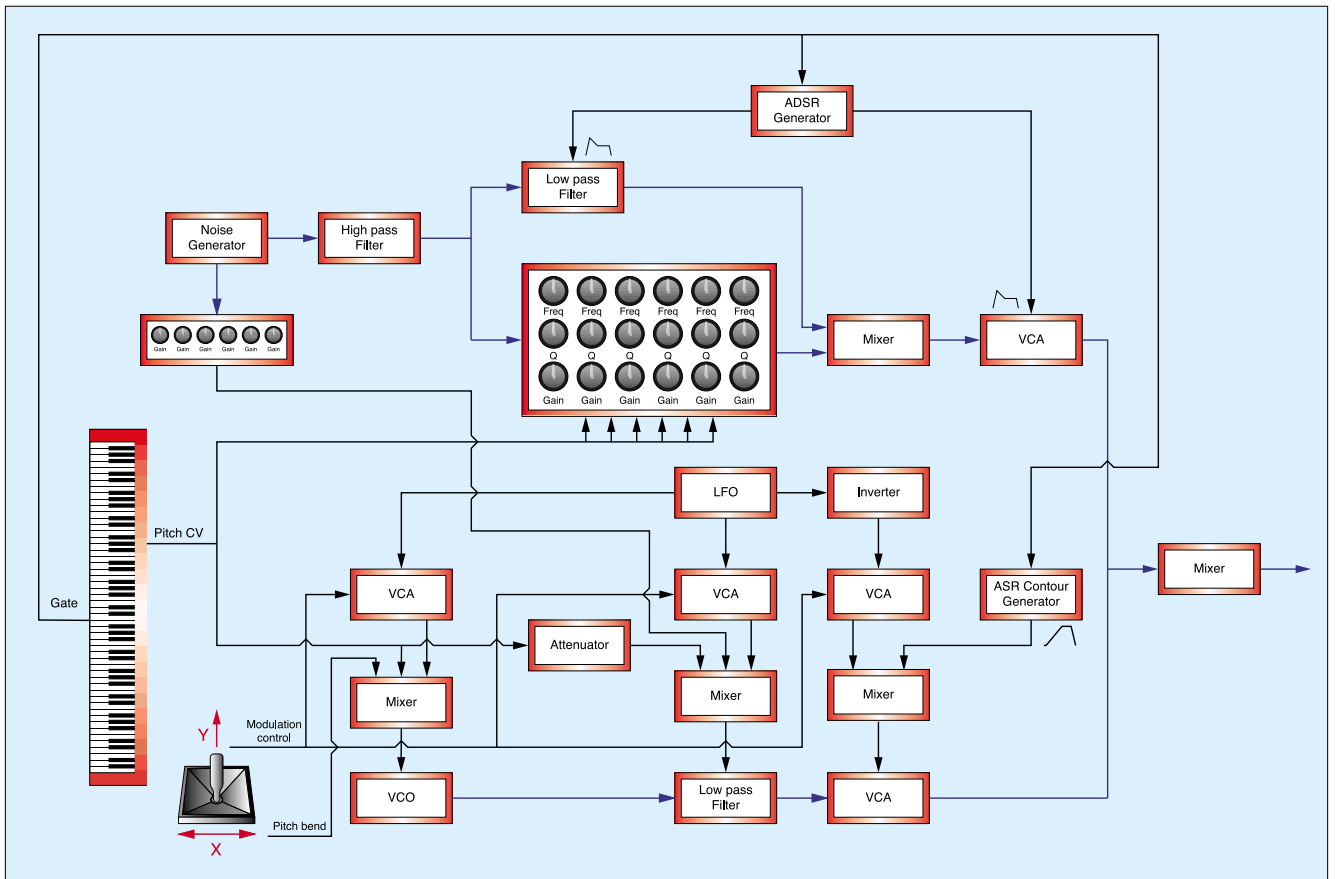 ADSR
Generator
Low pass
Filter
Noise
Generator
High pass
Filter
Freq Freq Freq Freq Freq Freq
Q Q Q Q Q Q
Gain Gain Gain Gain Gain Gain
Gain Gain Gain Gain Gain Gain
Mixer
VCA
Pitch CV
Gate
LFO
Inverter
VCA
VCA
VCA
ASR Contour
Generator
Mixer
Attenuator
Mixer
Mixer
Mixer
Modulation
control
Y
X
Pitch bend
VCO
Low pass
Filter
VCA